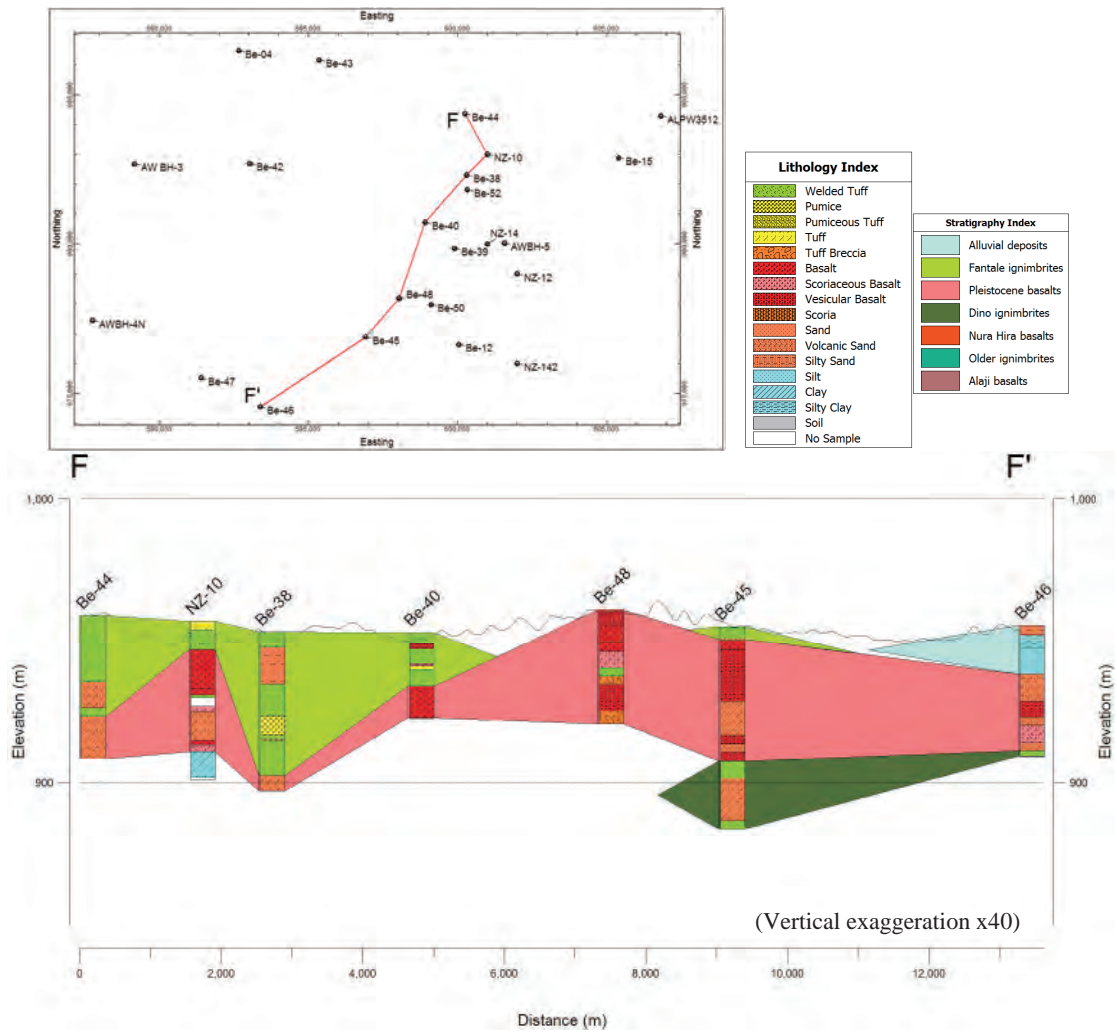 Easting
Be-04
Be-43
Be-44
F
ALPW3512
NZ-10
Be-15
AW BH-3
Be-42
Be-38
Be-52
Northing
Northing
Be-40
NZ-14
Be-39
AWBH-5
NZ-12
Be-48
Be-50
AWBH-4N
Be-45
Be-12
NZ-142
Be-47
F'
Be-46
Easting
Lithology Index
Welded Tuff
Pumice
Pumiceous Tuff
Tuff
Tuff Breccia
Basalt
Scoriaceous Basalt
Vesicular Basalt
Scoria
Sand
Volcanic Sand
Silty Sand
Silt
Clay
Silty Clay
Soil
No Sample
Stratigraphy Index
Alluvial deposits
Fantale ignimbrites
Pleistocene basalts
Dino ignimbrites
Nura Hira basalts
Older ignimbrites
Alaji basalts
F
F'
1,000
1,000
Be-44
NZ-10
Be-38
Be-40
Be-48
Be-45
Be-46
Elevation (m)
Elevation (m)
900
900
(Vertical exaggeration x40)
0
2,000
4,000
6,000
8,000
10,000
12,000
Distance (m)